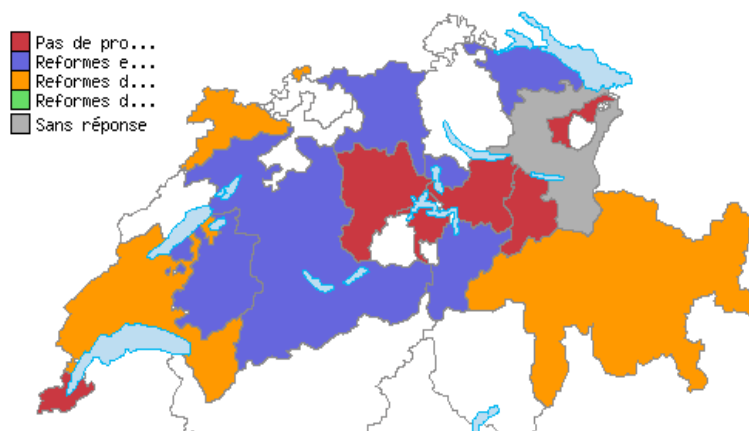 Pas de pro...
Reformes e...
Reformes d...
Reformes d...
Sans réponse